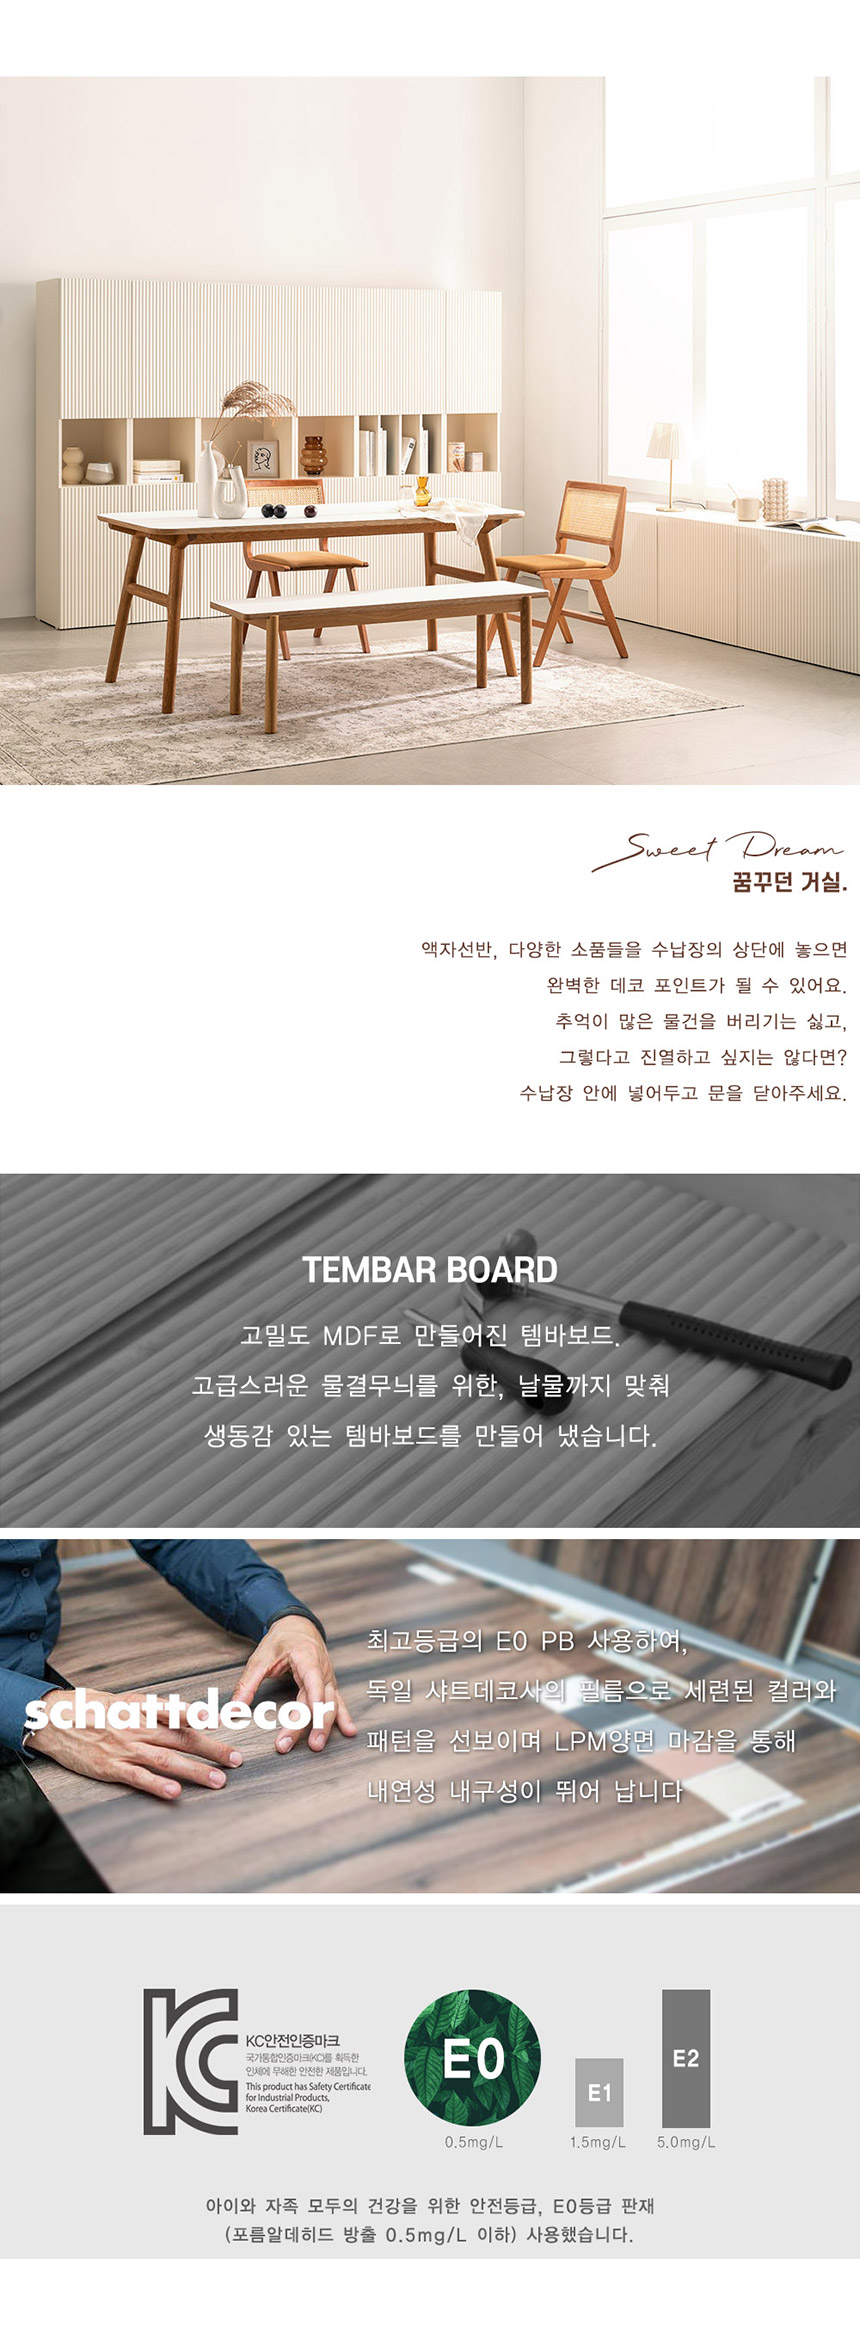 Sweet Dream
꿈꾸던 거실.
액자선반, 다양한 소품들을 수납장의 상단에 놓으면
완벽한 데코 포인트가 될 수 있어요.
추억이 많은 물건을 버리기는 싫고,
그렇다고 진열하고 싶지는 않다면?
수납장 안에 넣어두고 문을 닫아주세요.
TEMBAR BOARD
고밀도 MDF로 만들어진 템바보드.
고급스러운 물결무늬를 위한, 날물까지 맞춰
생동감 있는 템바보드를 만들어 냈습니다.
schattdecor
최고등급의 E0 PB 사용하여,
독일 샤트데코사의 필름으로 세련된 컬러와
패턴을 선보이며 LPM양면 마감을 통해
내연성 내구성이 뛰어 납니다
KC안전인증마크
국가통합인증마크(KC)를 획득한
인체에 무해한 안전한 제품입니다.
This product has Safety Certificate
for Industrial Products,
Korea Certificate(KC)
E0
0.5mg/L
E1
1.5mg/L
E2
5.0mg/L
아이와 자족 모두의 건강을 위한 안전등급, E0등급 판재
(포름알데히드 방출 0.5mg/L 이하) 사용했습니다.